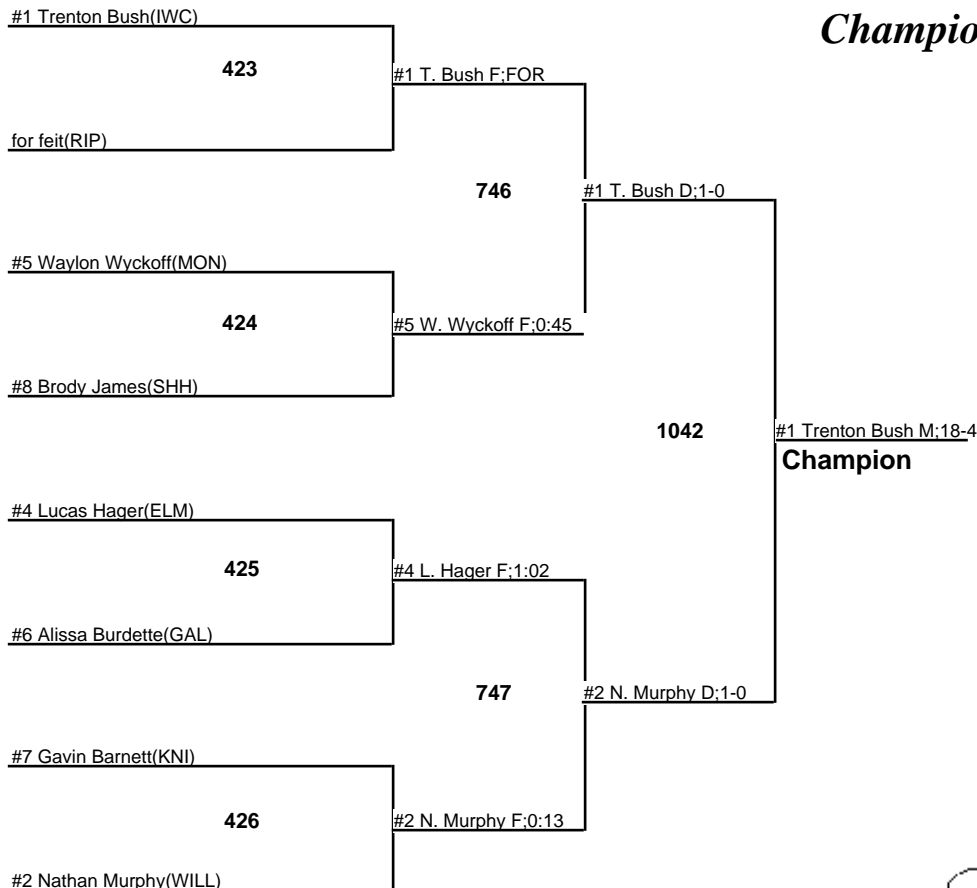 #1 Trenton Bush(IWC)
Champio
423
#1 T. Bush F;FOR
for feit(RIP)
746
#1 T. Bush D;1-0
#5 Waylon Wyckoff(MON)
424
#5 W. Wyckoff F;0:45
#8 Brody James(SHH)
1042
#1 Trenton Bush M;18-4
Champion
#4 Lucas Hager(ELM)
425
#4 L. Hager F;1:02
#6 Alissa Burdette(GAL)
747
#2 N. Murphy D;1-0
#7 Gavin Barnett(KNI)
426
#2 N. Murphy F;0:13
#2 Nathan Murphy(WILL)